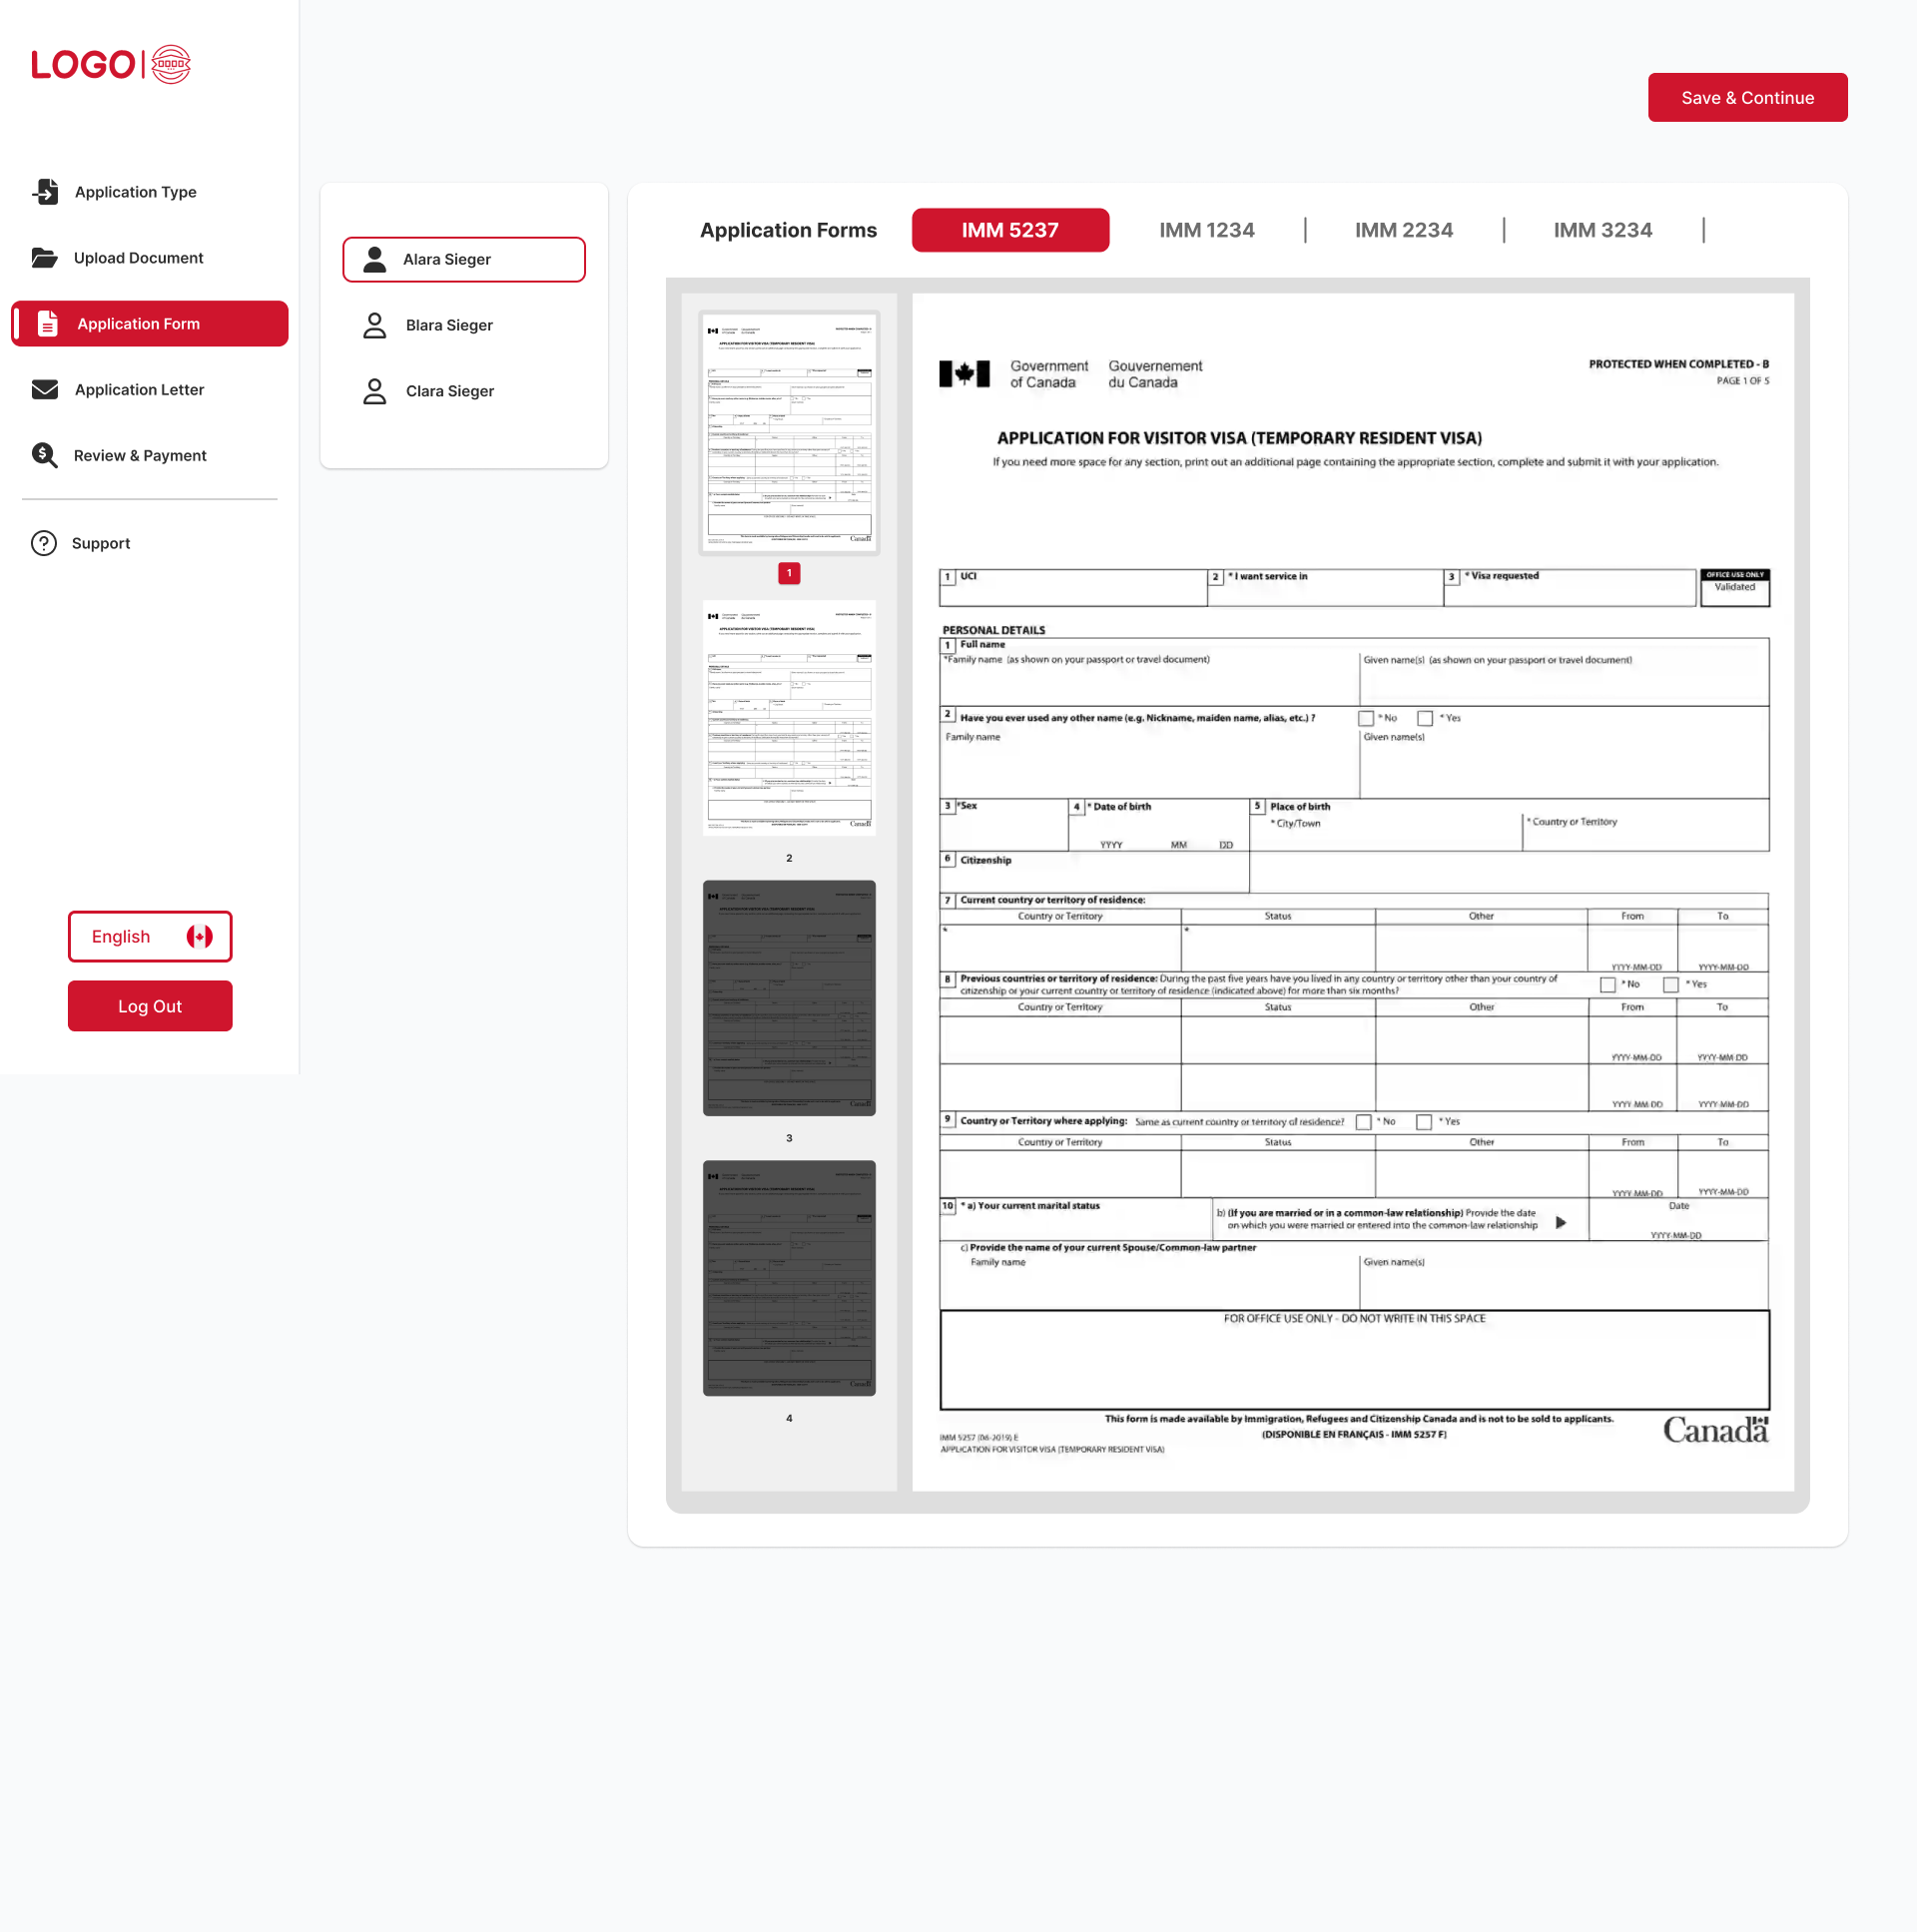 LOGO
Save & Continue
Application Type
Upload Document
Application Form
Application Letter
Review & Payment
Support
English
Log Out
Alara Sieger
Blara Sieger
Clara Sieger
Application Forms IMM 5237 IMM 1234 IMM 2234 IMM 3234
1
2
3
4
Government of Canada
Gouvernement du Canada
PROTECTED WHEN COMPLETED - B
PAGE 1 OF 5
APPLICATION FOR VISITOR VISA (TEMPORARY RESIDENT VISA)
If you need more space for any section, print out an additional page containing the appropriate section, complete and submit it with your application.
1 UCI 2 * I want service in 3 * Visa requested OFFICE USE ONLY
Validated
PERSONAL DETAILS
1 Full name
*Family name (as shown on your passport or travel document) Given name(s) (as shown on your passport or travel document)
2 Have you ever used any other name (e.g. Nickname, maiden name, alias, etc.) ? * No * Yes
Family name Given name(s)
3 *Sex 4 * Date of birth 5 Place of birth
* City/Town * Country or Territory
YYYY MM DD
6 Citizenship
7 Current country or territory of residence:
Country or Territory Status Other From To
* *
YYYY-MM-DD YYYY-MM-DD
8 Previous countries or territory of residence: During the past five years have you lived in any country or territory other than your country of
citizenship or your current country or territory of residence (indicated above) for more than six months? * No * Yes
Country or Territory Status Other From To
YYYY-MM-DD YYYY-MM-DD
YYYY-MM-DD YYYY-MM-DD
9 Country or Territory where applying: Same as current country or territory of residence? * No * Yes
Country or Territory Status Other From To
YYYY-MM-DD YYYY-MM-DD
10 * a) Your current marital status
b) (If you are married or in a common-law relationship) Provide the date
on which you were married or entered into the common-law relationship
Date
YYYY-MM-DD
c) Provide the name of your current Spouse/Common-law partner
Family name Given name(s)
FOR OFFICE USE ONLY - DO NOT WRITE IN THIS SPACE
This form is made available by Immigration, Refugees and Citizenship Canada and is not to be sold to applicants.
(DISPONIBLE EN FRANÇAIS - IMM 5257 F)
IMM 5257 (06-2019) E
APPLICATION FOR VISITOR VISA (TEMPORARY RESIDENT VISA)
Canada